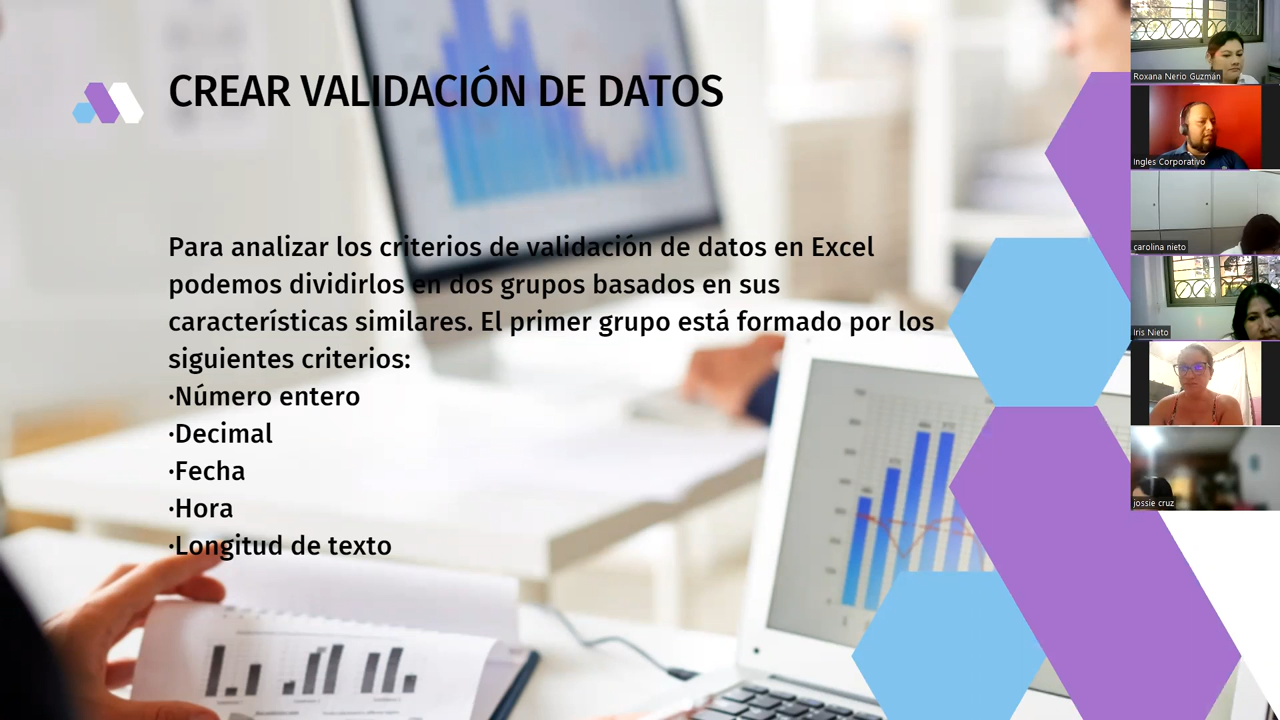 CREAR VALIDACIÓN DE DATOS
Para analizar los criterios de validación de datos en Excel
podemos dividirlos en dos grupos basados en sus
características similares. El primer grupo está formado por los
siguientes criterios:
·Número entero
·Decimal
·Fecha
·Hora
·Longitud de texto
Roxana Nerio Guzmán
Ingles Corporativo
carolina nieto
Iris Nieto
jossie cruz